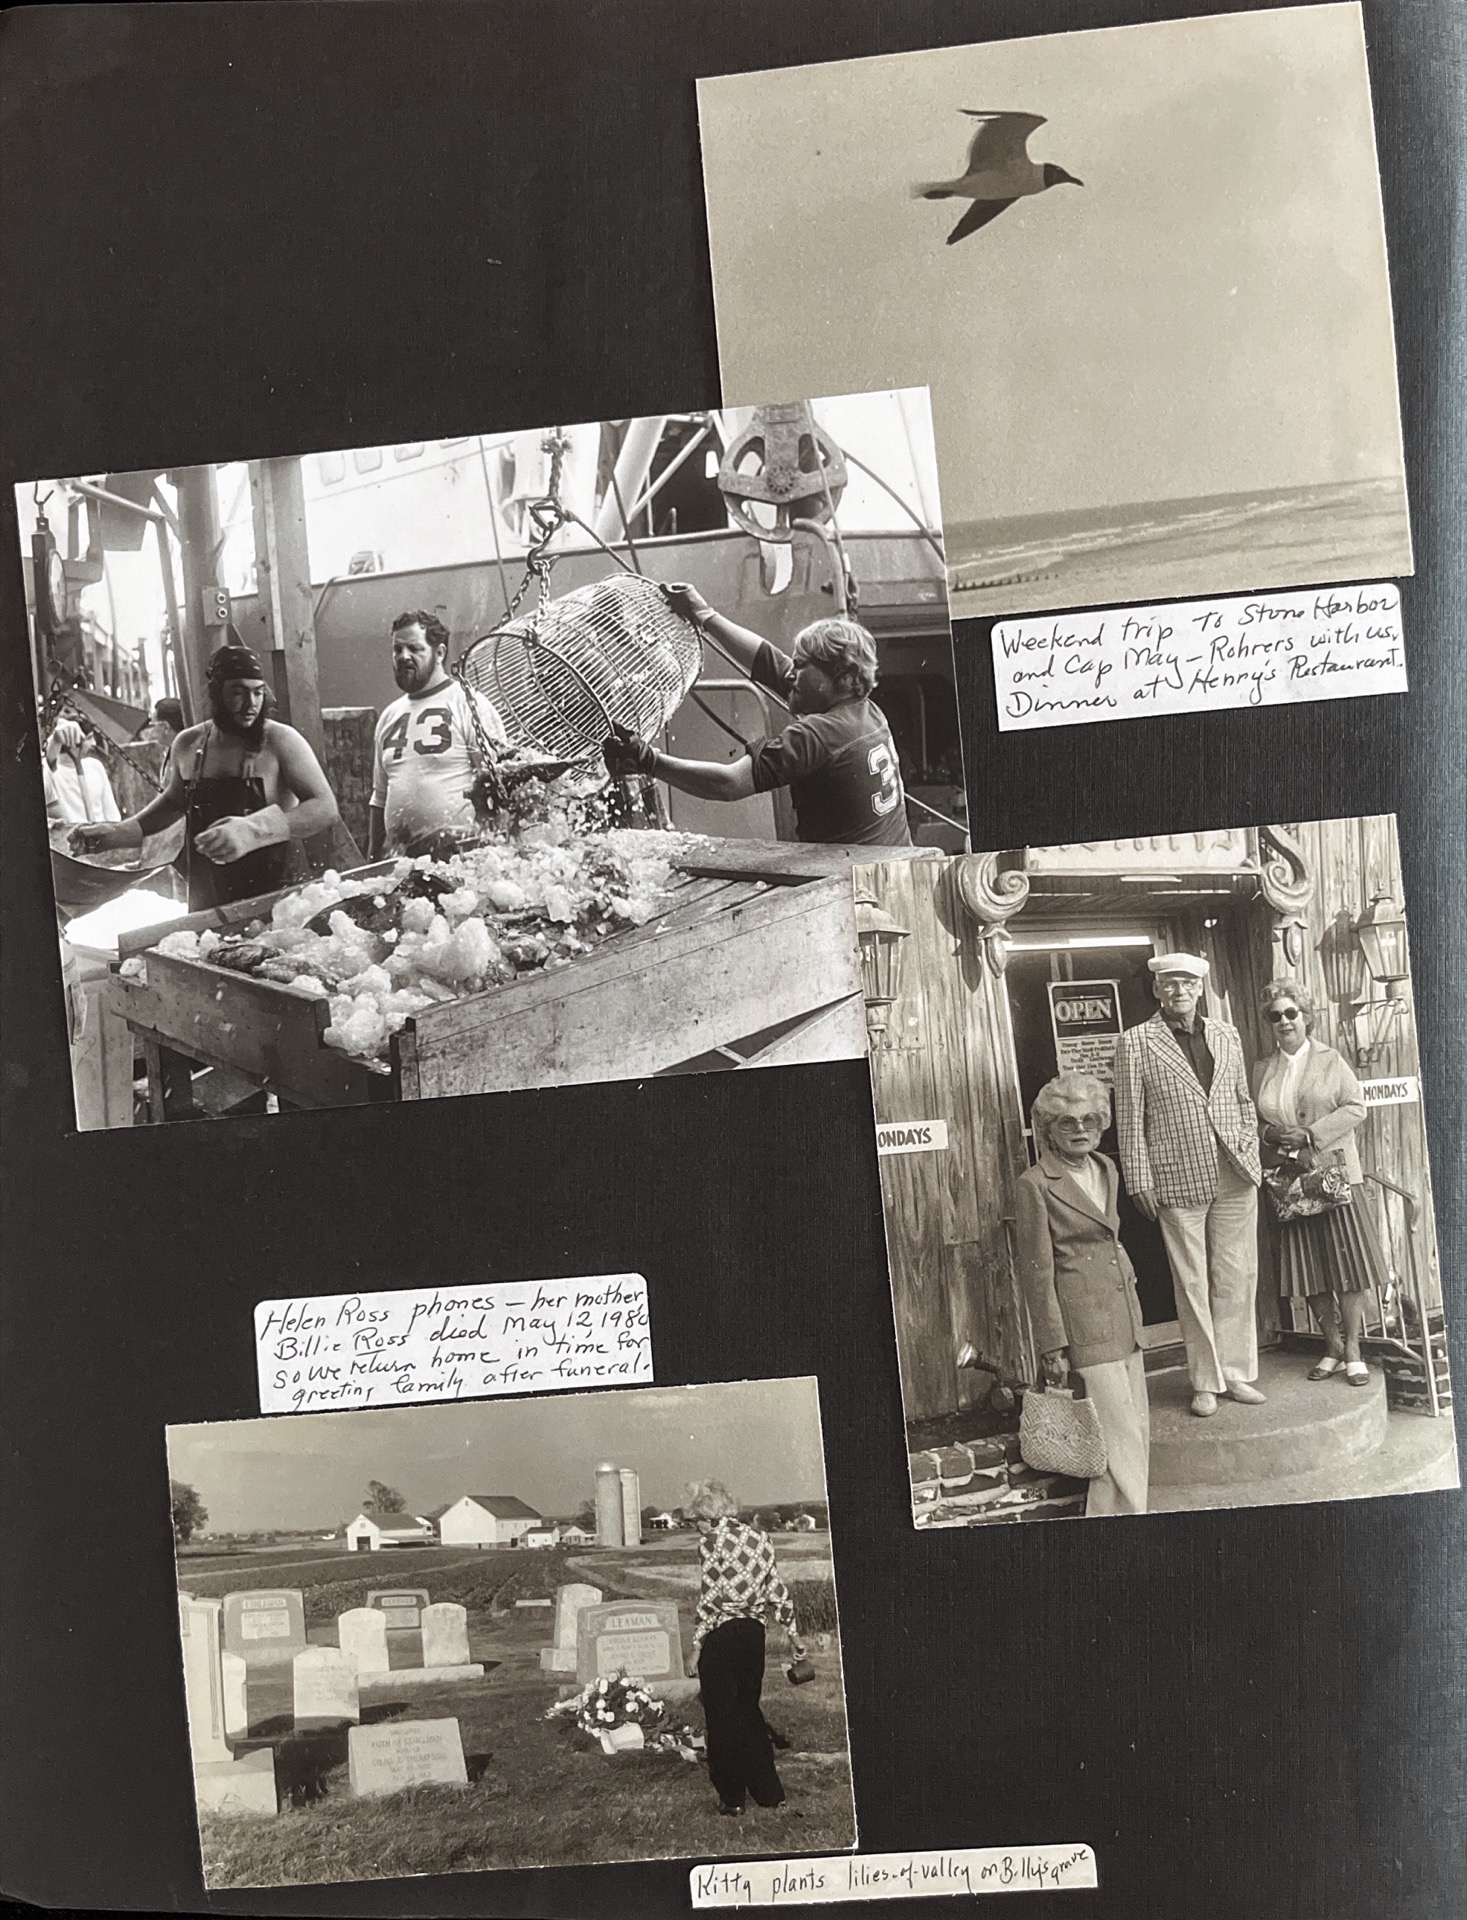 Weekend trip to Stone Harbor
and Cap May - Rohrers with us.
Dinner at Henry's Restaurant.
43
3
OPEN
ONDAYS
MONDAYS
Helen Ross phones - her mother
Billie Ross died May 12, 1980
so we return home in time for
greeting family after funeral.
LEAMAN
Kitty plants lilies-of-valley on Billy's grave